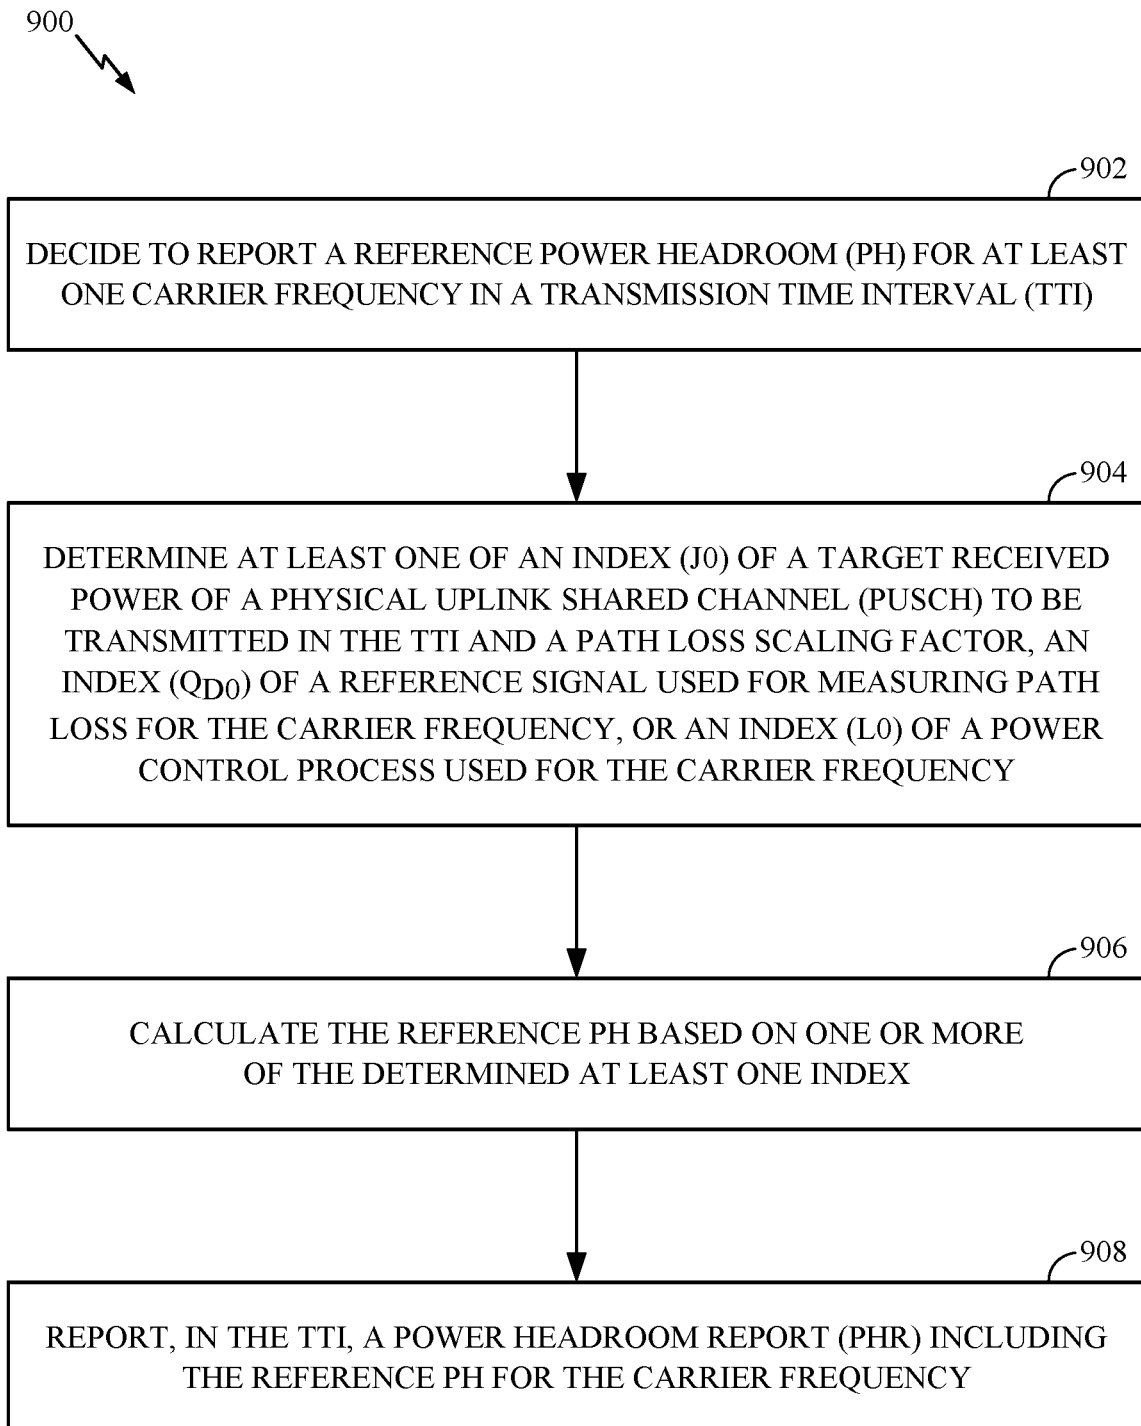 900
902
DECIDE TO REPORT A REFERENCE POWER HEADROOM (PH) FOR AT LEAST
ONE CARRIER FREQUENCY IN A TRANSMISSION TIME INTERVAL (TTI)
904
DETERMINE AT LEAST ONE OF AN INDEX (J0) OF A TARGET RECEIVED
POWER OF A PHYSICAL UPLINK SHARED CHANNEL (PUSCH) TO BE
TRANSMITTED IN THE TTI AND A PATH LOSS SCALING FACTOR, AN
INDEX (QD0) OF A REFERENCE SIGNAL USED FOR MEASURING PATH
LOSS FOR THE CARRIER FREQUENCY, OR AN INDEX (L0) OF A POWER
CONTROL PROCESS USED FOR THE CARRIER FREQUENCY
906
CALCULATE THE REFERENCE PH BASED ON ONE OR MORE
OF THE DETERMINED AT LEAST ONE INDEX
908
REPORT, IN THE TTI, A POWER HEADROOM REPORT (PHR) INCLUDING
THE REFERENCE PH FOR THE CARRIER FREQUENCY